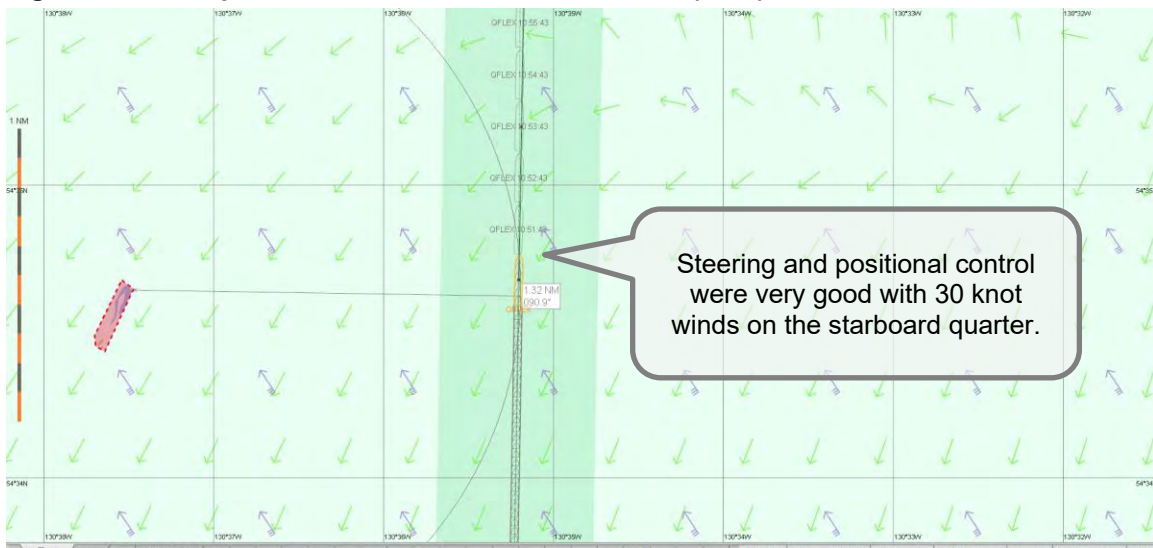 130°38W 130°37W 130°36W 130°35W 130°34W 130°33W 130°32W
QFLEX 10:55:43
QFLEX 10:54:43
1 NM
QFLEX 10:53:43
QFLEX 10:52:43
54°35N 54°35
QFLEX 10:51:43
Steering and positional control
were very good with 30 knot
winds on the starboard quarter.
1.32 NM
090.9°
54°34N 54°34
130°38W 130°37W 130°36W 130°35W 130°34W 130°33W 130°32W